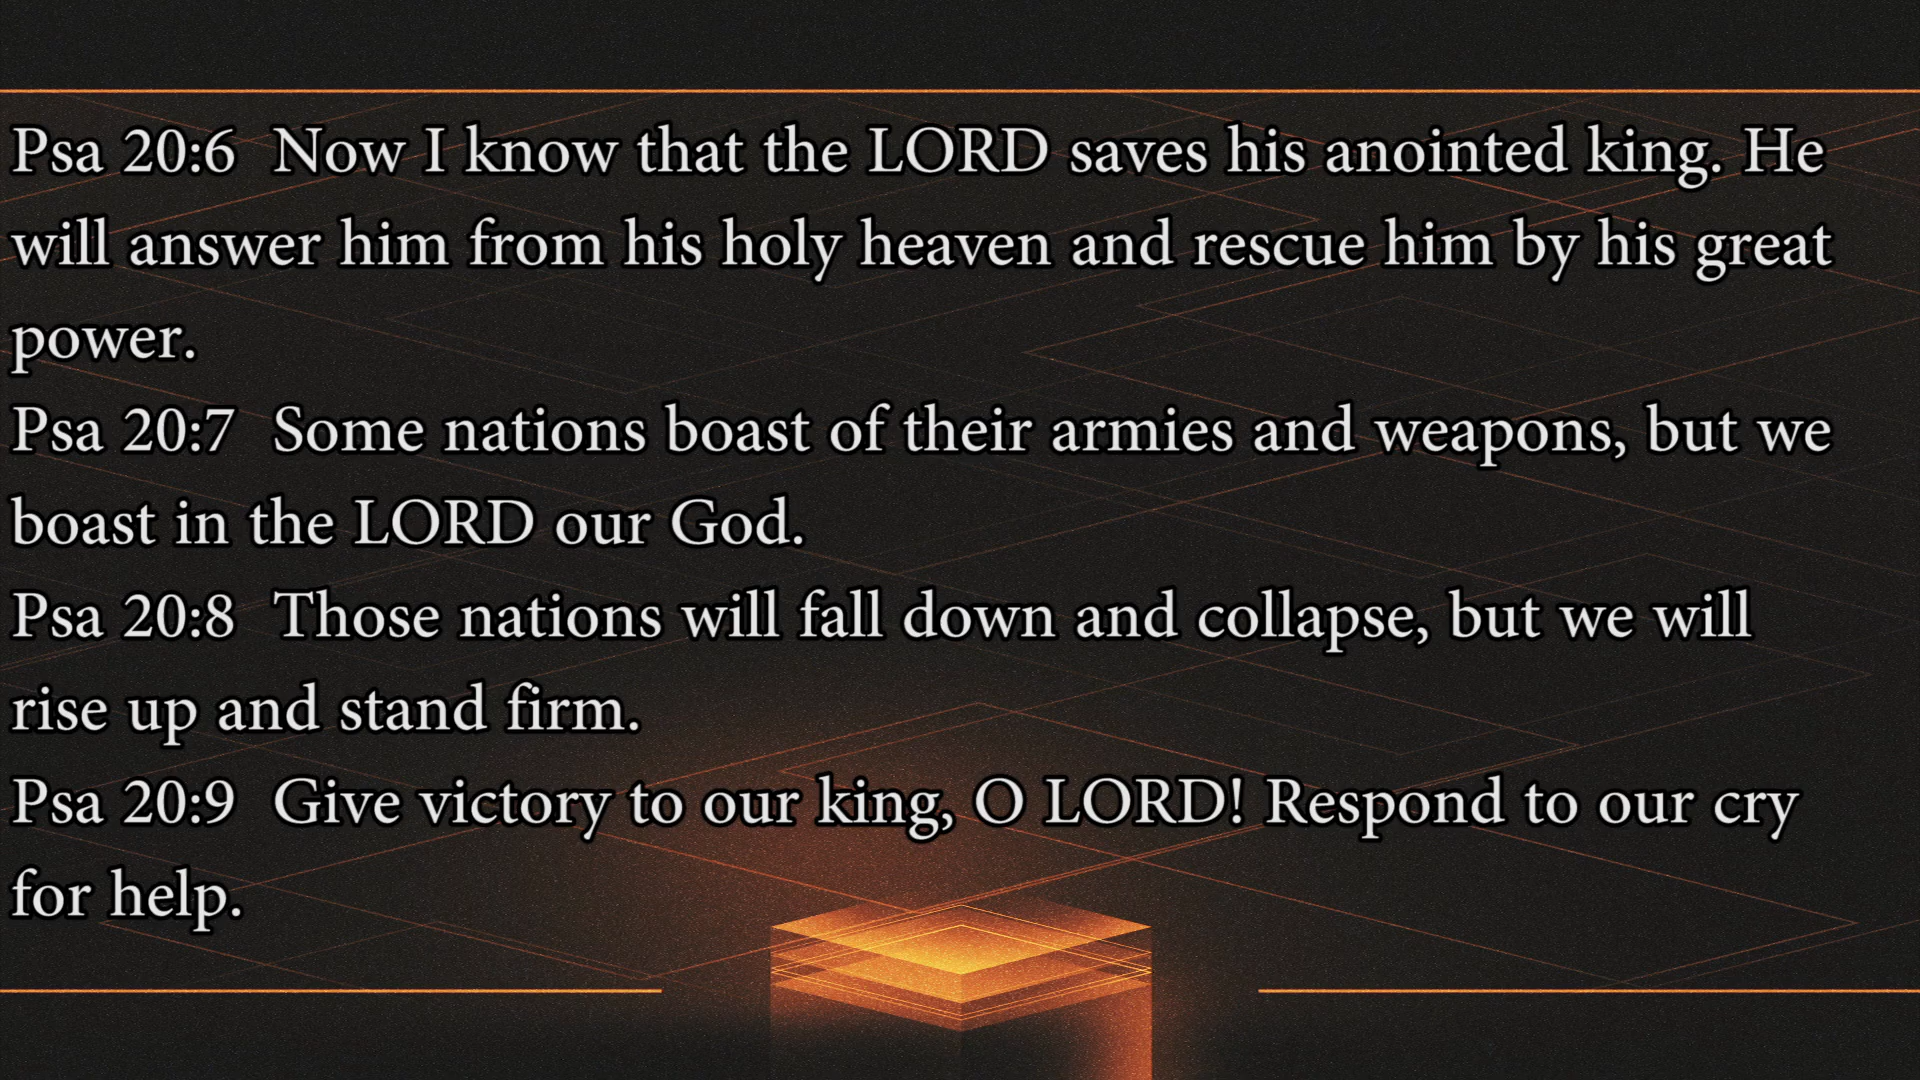 Psa 20:6  Now I know that the LORD saves his anointed king. He
will answer him from his holy heaven and rescue him by his great
power.
Psa 20:7  Some nations boast of their armies and weapons, but we
boast in the LORD our God.
Psa 20:8  Those nations will fall down and collapse, but we will
rise up and stand firm.
Psa 20:9  Give victory to our king, O LORD! Respond to our cry
for help.